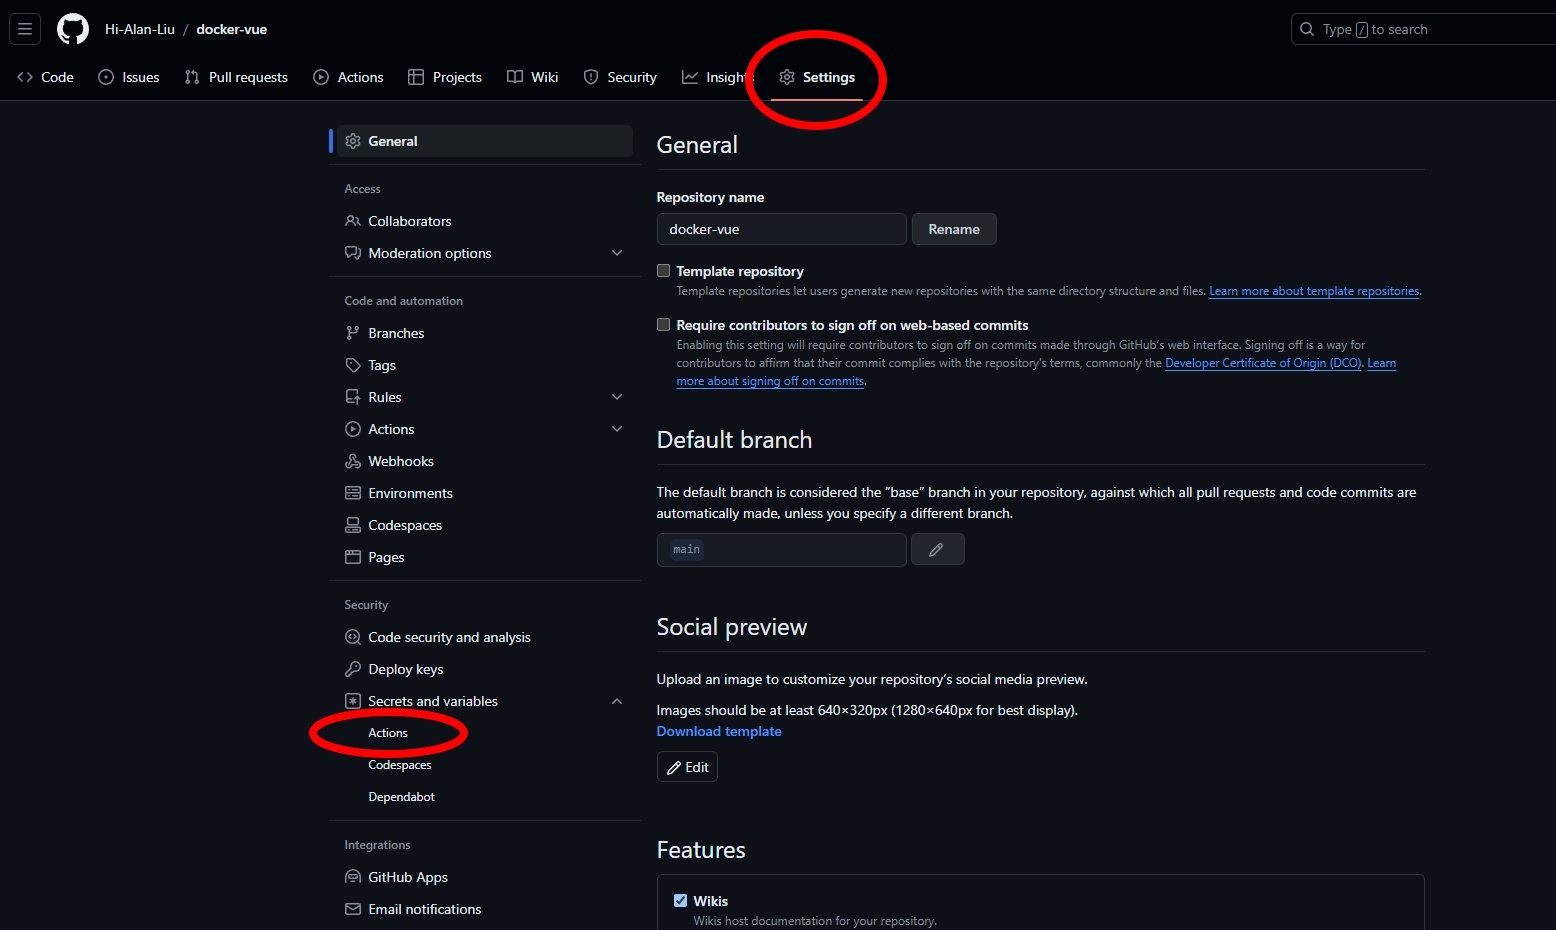 Hi-Alan-Liu / docker-vue
Type / to search
Code Issues Pull requests Actions Projects Wiki Security Insights Settings
General
Access
Collaborators
Moderation options
Code and automation
Branches
Tags
Rules
Actions
Webhooks
Environments
Codespaces
Pages
Security
Code security and analysis
Deploy keys
Secrets and variables
Actions
Codespaces
Dependabot
Integrations
GitHub Apps
Email notifications
General
Repository name
docker-vue Rename
Template repository
Template repositories let users generate new repositories with the same directory structure and files. Learn more about template repositories.
Require contributors to sign off on web-based commits
Enabling this setting will require contributors to sign off on commits made through GitHub's web interface. Signing off is a way for
contributors to affirm that their commit complies with the repository's terms, commonly the Developer Certificate of Origin (DCO). Learn
more about signing off on commits.
Default branch
The default branch is considered the “base” branch in your repository, against which all pull requests and code commits are
automatically made, unless you specify a different branch.
main
Social preview
Upload an image to customize your repository’s social media preview.
Images should be at least 640×320px (1280×640px for best display).
Download template
Edit
Features
Wikis
Wikis host documentation for your repository.